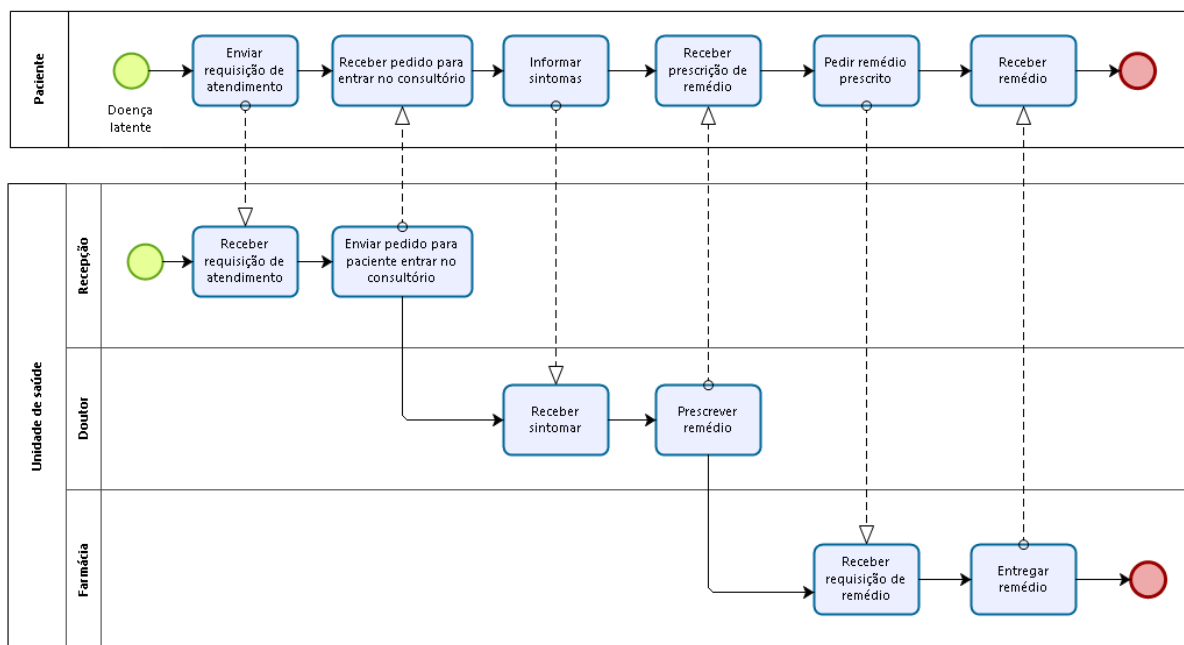 Paciente
Doença
latente
Enviar
requisição de
atendimento
Receber pedido para
entrar no consultório
Informar
sintomas
Receber
prescrição de
remédio
Pedir remédio
prescrito
Receber
remédio
Unidade de saúde
Recepção
Receber
requisição de
atendimento
Enviar pedido para
paciente entrar no
consultório
Doutor
Receber
sintomar
Prescrever
remédio
Farmácia
Receber
requisição de
remédio
Entregar
remédio